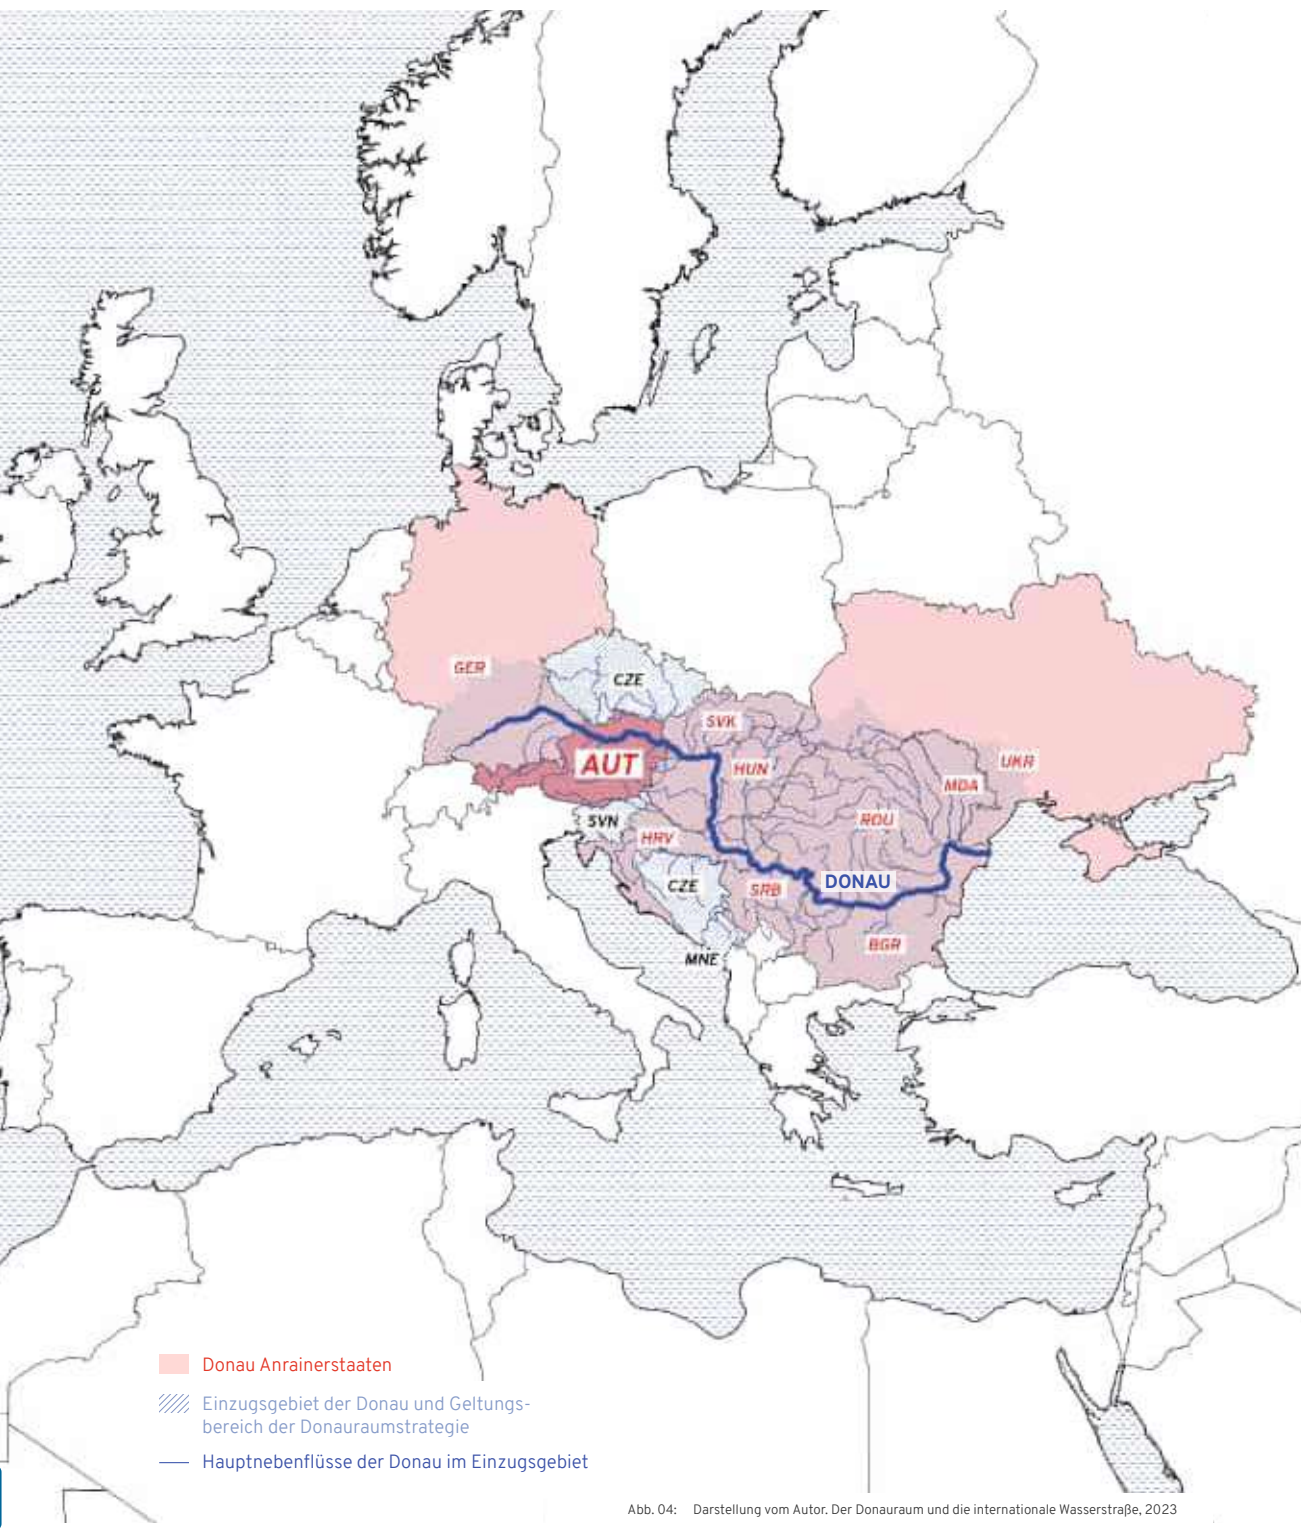 GER
CZE
SVK
AUT
HUN
UKR
MDA
SVN
ROU
HRV
DONAU
CZE
SRB
BGR
MNE
Donau Anrainerstaaten
Einzugsgebiet der Donau und Geltungs-
bereich der Donauraumstrategie
Hauptnebenflüsse der Donau im Einzugsgebiet
Abb. 04: Darstellung vom Autor. Der Donauraum und die internationale Wasserstraße, 2023